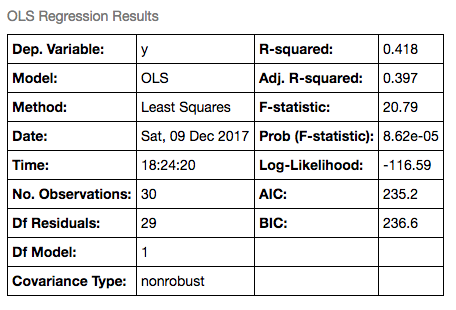 OLS Regression Results
Dep. Variable: y R-squared: 0.418
Model: OLS Adj. R-squared: 0.397
Method: Least Squares F-statistic: 20.79
Date: Sat, 09 Dec 2017 Prob (F-statistic): 8.62e-05
Time: 18:24:20 Log-Likelihood: -116.59
No. Observations: 30 AIC: 235.2
Df Residuals: 29 BIC: 236.6
Df Model: 1
Covariance Type: nonrobust